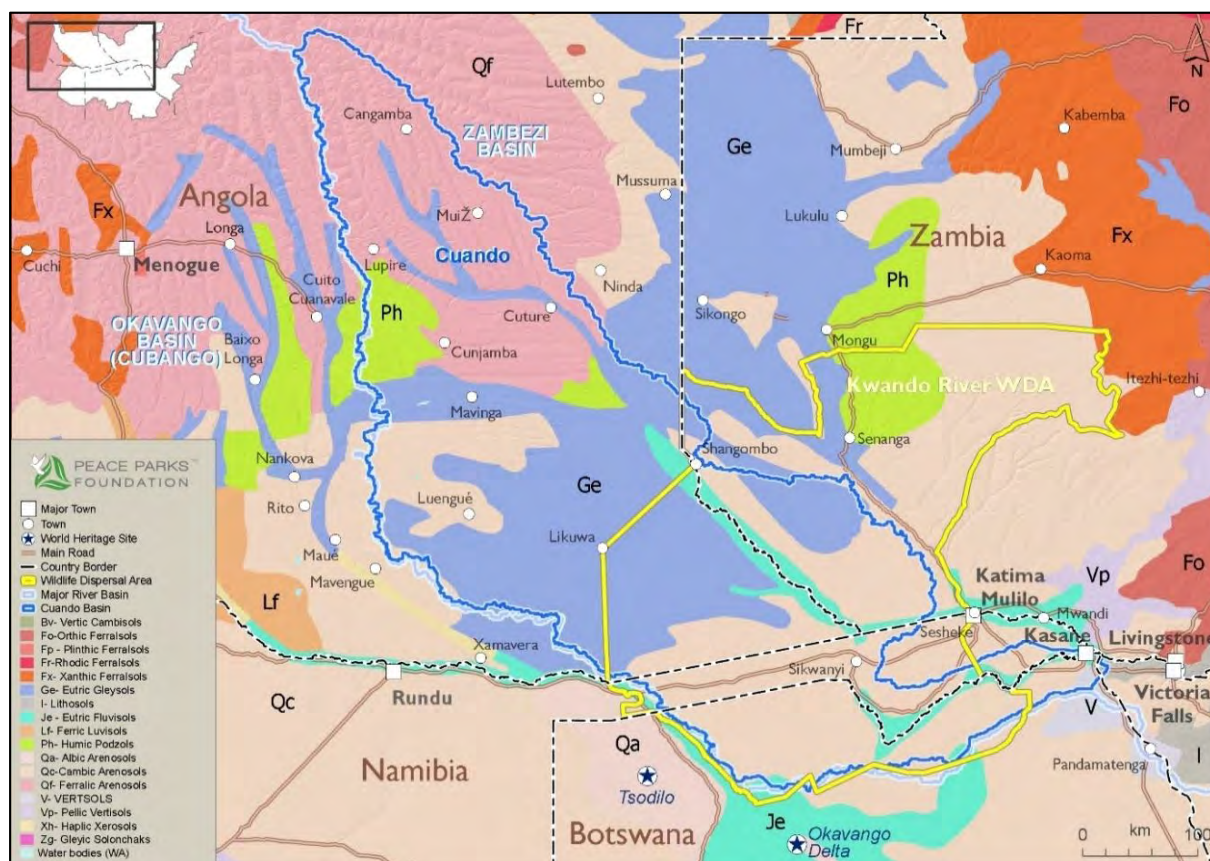 Fr
N
Qf
Lutembo
Cangamba
ZAMBEZI
BASIN
Ge
Kabemba
Fo
Mumbeji
Mussuma
Angola
Fx
Longa
MuiŽ
Lukulu
Zambia
Cuchi
Menogue
Lupire
Cuando
Kaoma
Fx
Cuito
Cuanavale
Ninda
Ph
OKAVANGO
BASIN
(CUBANGO)
Baixo
Longa
Ph
Cuture
Sikongo
Cunjamba
Mongu
Kwando River WDA
Itezhi-tezhi
Mavinga
Senanga
Nankova
Shangombo
Rito
Luengué
Ge
Likuwa
Maué
Mavengue
Lf
Katima
Mulilo
Vp
Fo
Mwandi
Sesheke
Kasane
Livingstone
Xamavera
Sikwanyi
Rundu
Victoria
Falls
Qc
V
I
Qa
Pandamatenga
Namibia
Tsodilo
Botswana
Je
Okavango
Delta
0 km 100
PEACE PARKS™
FOUNDATION
Major Town
Town
World Heritage Site
Main Road
Country Border
Wildlife Dispersal Area
Major River Basin
Cuando Basin
Bv- Vertic Cambisols
Fo-Orthic Ferralsols
Fp - Plinthic Ferralsols
Fr-Rhodic Ferralsols
Fx- Xanthic Ferralsols
Ge- Eutric Gleysols
I- Lithosols
Je - Eutric Fluvisols
Lf- Ferric Luvisols
Ph- Humic Podzols
Qa- Albic Arenosols
Qc-Cambic Arenosols
Qf- Ferralic Arenosols
V- VERTSOLS
Vp- Pellic Vertisols
Xh- Haplic Xerosols
Zg- Gleyic Solonchaks
Water bodies (WA)